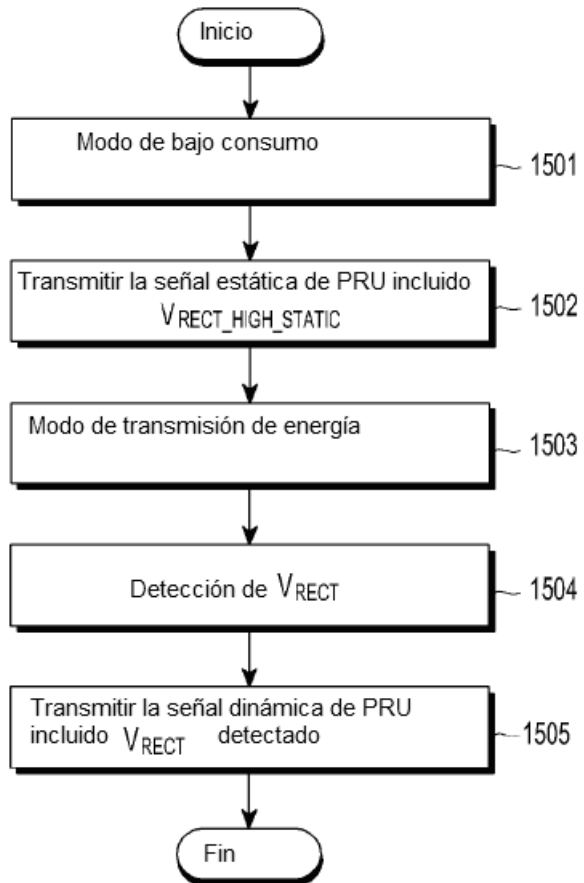 Inicio
Modo de bajo consumo
1501
Transmitir la señal estática de PRU incluido
VRECT_HIGH_STATIC
1502
Modo de transmisión de energía
1503
Detección de VRECT
1504
Transmitir la señal dinámica de PRU
incluido VRECT detectado
1505
Fin